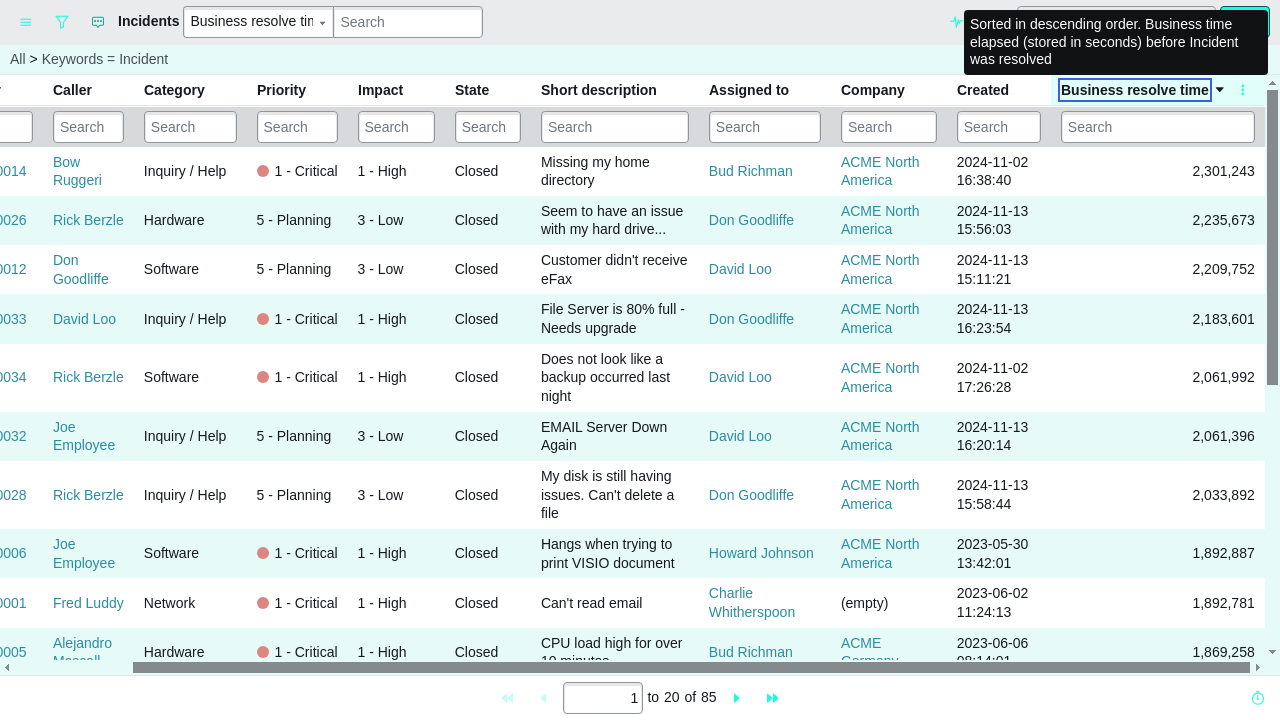 Incidents
Business resolve tim
Search
Sorted in descending order. Business time
elapsed (stored in seconds) before Incident
was resolved
All > Keywords = Incident
Caller Category Priority Impact State Short description Assigned to Company Created Business resolve time
Search Search Search Search Search Search Search Search Search Search
0014 Bow Ruggeri Inquiry / Help 1 - Critical 1 - High Closed Missing my home directory Bud Richman ACME North America 2024-11-02 16:38:40 2,301,243
0026 Rick Berzle Hardware 5 - Planning 3 - Low Closed Seem to have an issue with my hard drive... Don Goodliffe ACME North America 2024-11-13 15:56:03 2,235,673
0012 Don Goodliffe Software 5 - Planning 3 - Low Closed Customer didn't receive eFax David Loo ACME North America 2024-11-13 15:11:21 2,209,752
0033 David Loo Inquiry / Help 1 - Critical 1 - High Closed File Server is 80% full - Needs upgrade Don Goodliffe ACME North America 2024-11-13 16:23:54 2,183,601
0034 Rick Berzle Software 1 - Critical 1 - High Closed Does not look like a backup occurred last night David Loo ACME North America 2024-11-02 17:26:28 2,061,992
0032 Joe Employee Inquiry / Help 5 - Planning 3 - Low Closed EMAIL Server Down Again David Loo ACME North America 2024-11-13 16:20:14 2,061,396
0028 Rick Berzle Inquiry / Help 5 - Planning 3 - Low Closed My disk is still having issues. Can't delete a file Don Goodliffe ACME North America 2024-11-13 15:58:44 2,033,892
0006 Joe Employee Software 1 - Critical 1 - High Closed Hangs when trying to print VISIO document Howard Johnson ACME North America 2023-05-30 13:42:01 1,892,887
0001 Fred Luddy Network 1 - Critical 1 - High Closed Can't read email Charlie Whitherspoon (empty) 2023-06-02 11:24:13 1,892,781
0005 Alejandro Hardware 1 - Critical 1 - High Closed CPU load high for over 10 minutes Bud Richman ACME Germany 2023-06-06 08:14:01 1,869,258
1 to 20 of 85